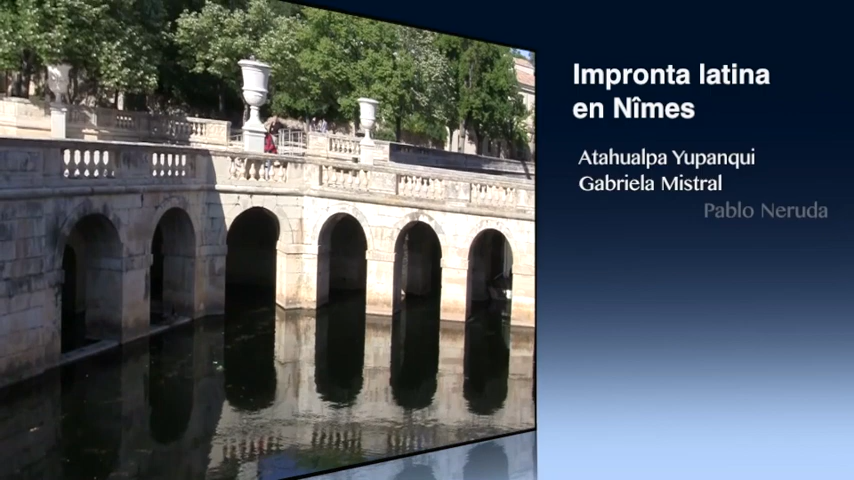 Impronta latina
en Nîmes
Atahualpa Yupanqui
Gabriela Mistral
Pablo Neruda